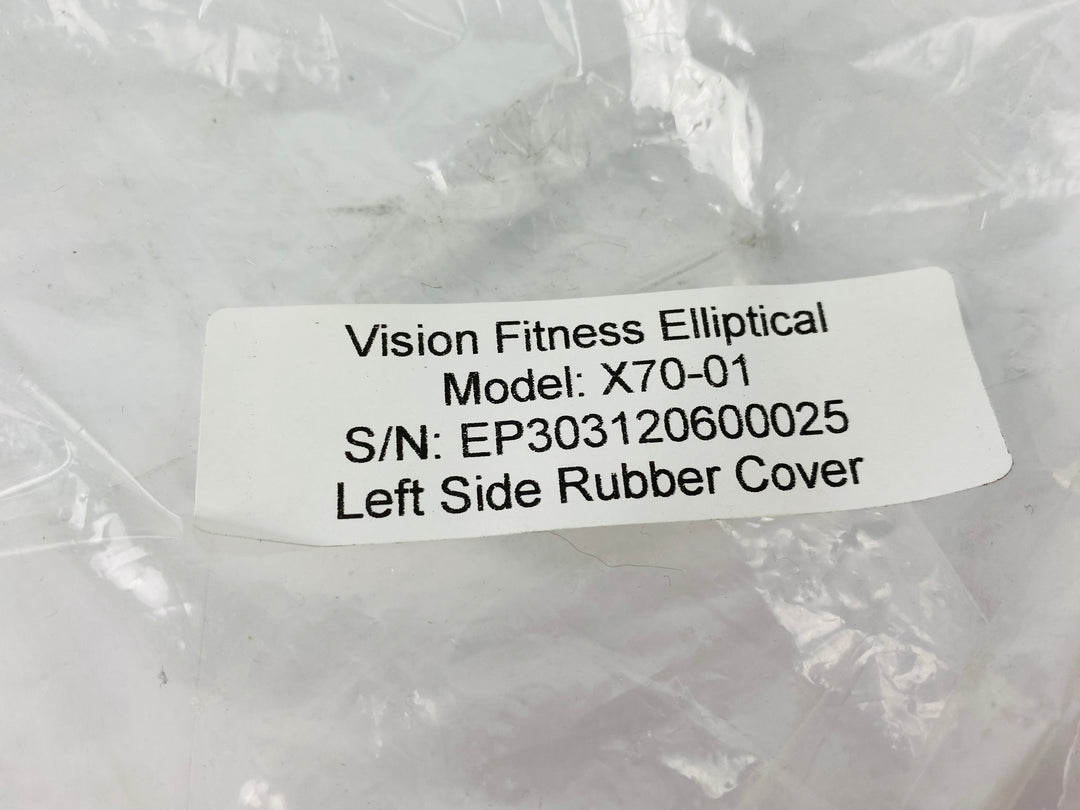 Vision Fitness Elliptical
Model: X70-01
S/N: EP303120600025
Left Side Rubber Cover